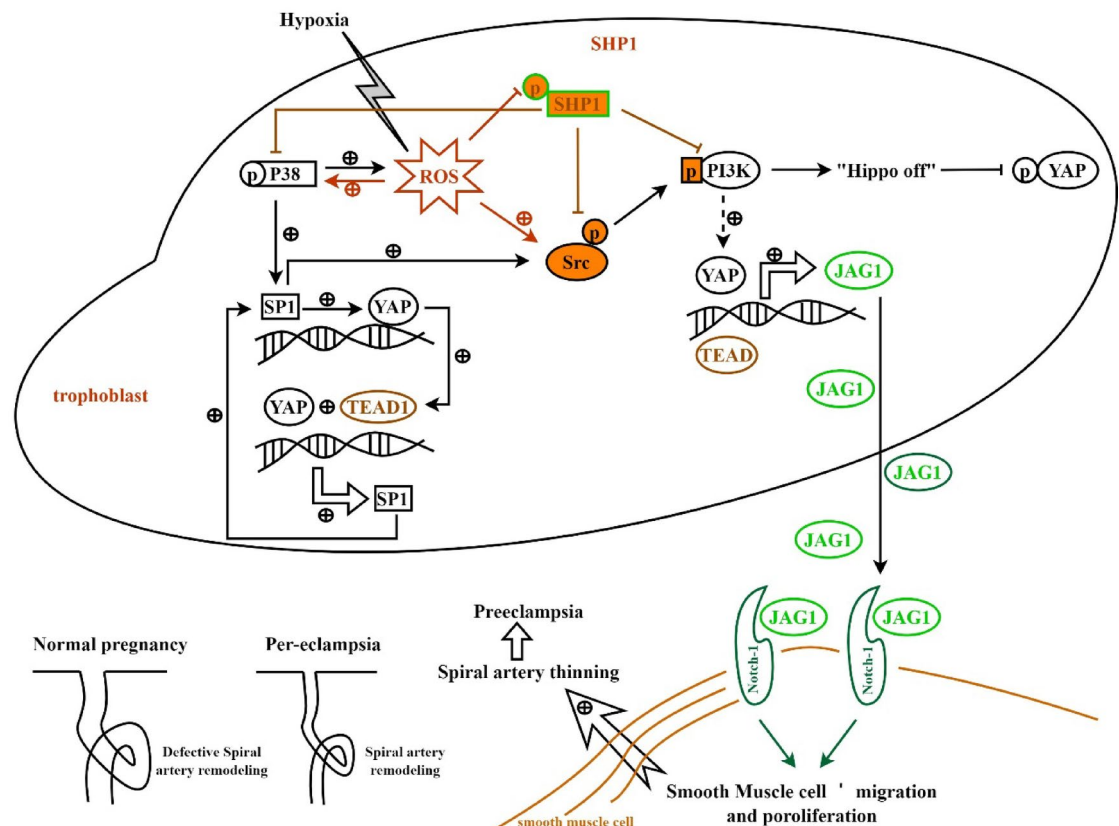 Hypoxia
SHP1
p
SHP1
p P38
⊕
⊕
ROS
p PI3K
"Hippo off"
p YAP
⊕
⊕
⊕
p
Src
⊕
YAP
⊕
JAG1
SP1
⊕
YAP
TEAD
⊕
trophoblast
JAG1
⊕
YAP ⊕ TEAD1
JAG1
SP1
⊕
JAG1
Preeclampsia
JAG1
JAG1
Normal pregnancy
Per-eclampsia
Spiral artery thinning
Notch-1
Notch-1
⊕
Defective Spiral
artery remodeling
Spiral artery
remodeling
Smooth Muscle cell ' migration
and poroliferation
smooth muscle cell